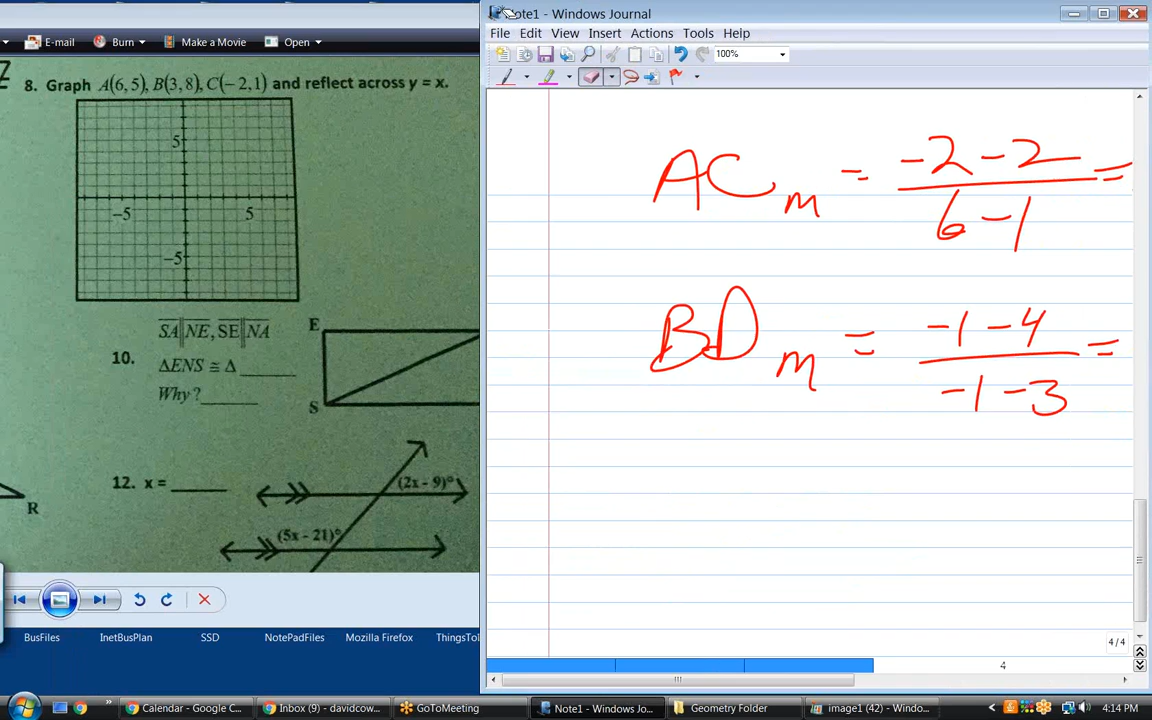 Note1 - Windows Journal
E-mail Burn Make a Movie Open
File Edit View Insert Actions Tools Help
100%
8. Graph A(6, 5), B(3, 8), C(− 2, 1) and reflect across y = x.
5
−5 5
−5
SA||NE, SE||NA
10.
ΔENS ≅ Δ ______
Why? ______
E
S
12. x = ______
(2x - 9)°
(5x - 21)°
R
AC m = -2 - 2 =
6 - 1
BD m = -1 - 4 =
-1 - 3
4/4
4
BusFiles InetBusPlan SSD NotePadFiles Mozilla Firefox
Calendar - Google C... Inbox (9) - davidcow... GoToMeeting Note1 - Windows Jo... Geometry Folder image1 (42) - Windo... 4:14 PM